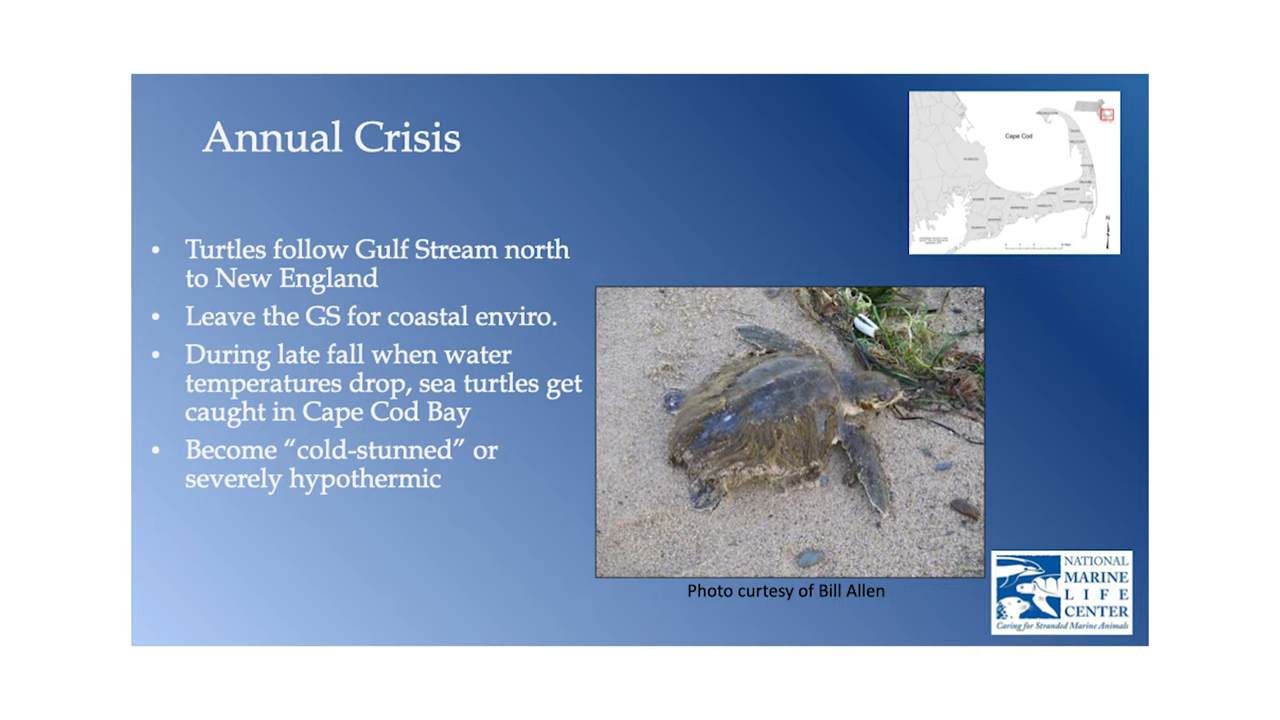 Annual Crisis
Cape Cod
N
• Turtles follow Gulf Stream north
to New England
• Leave the GS for coastal enviro.
• During late fall when water
temperatures drop, sea turtles get
caught in Cape Cod Bay
• Become “cold-stunned” or
severely hypothermic
Photo curtesy of Bill Allen
NATIONAL
MARINE
LIFE
CENTER
Caring for Stranded Marine Animals